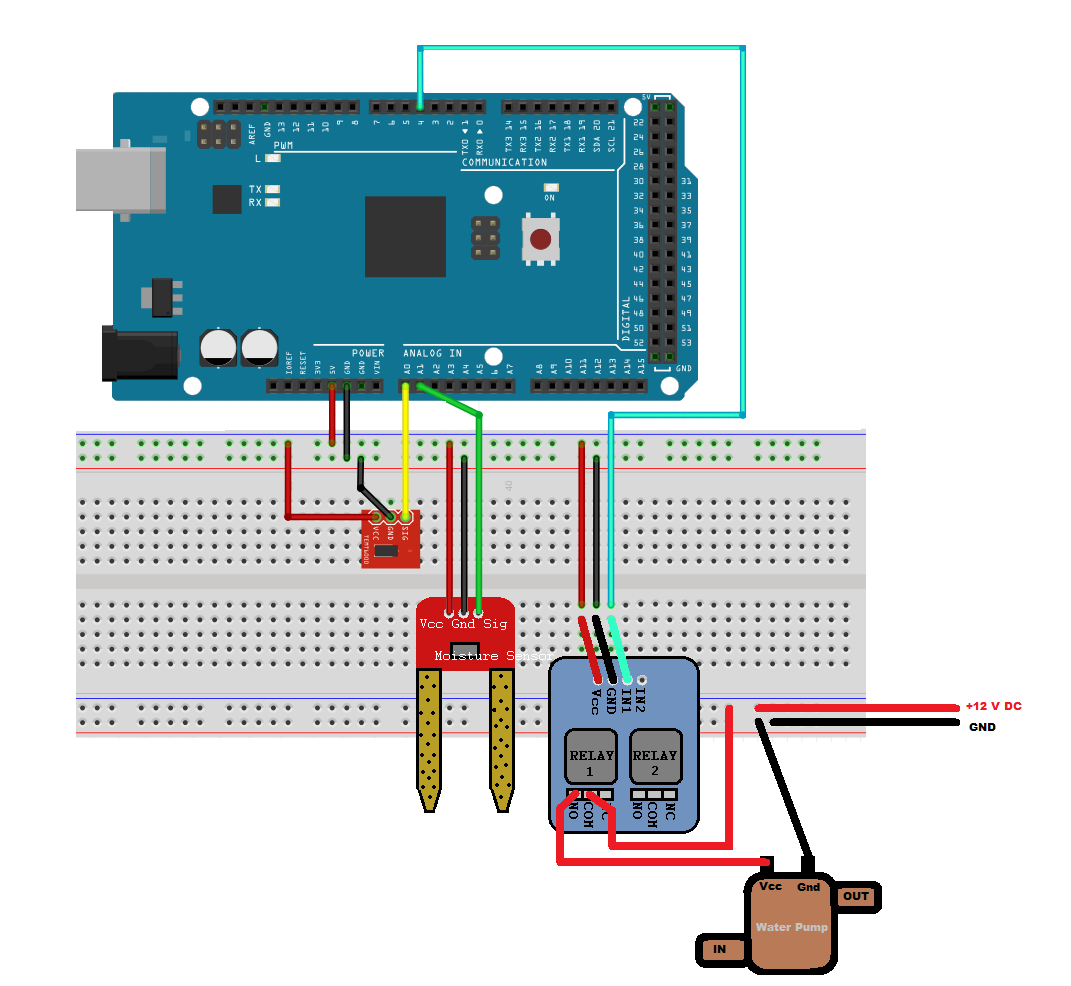 5V
AREF
GND
13
12
11
10
9
8
7
6
5
4
3
2
TX0 ◄ 1
RX0 ▲ 0
TX3 14
RX3 15
TX2 16
RX2 17
TX1 18
RX1 19
SDA 20
SCL 21
PWM
COMMUNICATION
L
TX
RX
ON
22
24
26
28
30 31
32 33
34 35
36 37
38 39
40 41
42 43
44 45
46 47
48 49
50 51
52 53
DIGITAL
GND
POWER
ANALOG IN
IOREF
RESET
3V3
5V
GND
GND
VIN
A0
A1
A2
A3
A4
A5
6
A7
A8
A9
A10
A11
A12
A13
A14
A15
40
VCC
GND
SIG
Vcc Gnd Sig
Moisture Sensor
Vcc
GND
IN1
IN2
RELAY
1
RELAY
2
NO
COM
NC
NO
COM
NC
+12 V DC
GND
Vcc Gnd
OUT
Water Pump
IN